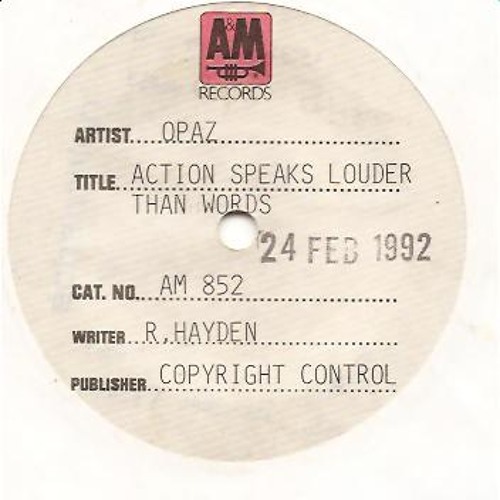 A&M
RECORDS
ARTIST OPAZ
TITLE ACTION SPEAKS LOUDER
THAN WORDS
24 FEB 1992
CAT. NO. AM 852
WRITER R.HAYDEN
PUBLISHER COPYRIGHT CONTROL